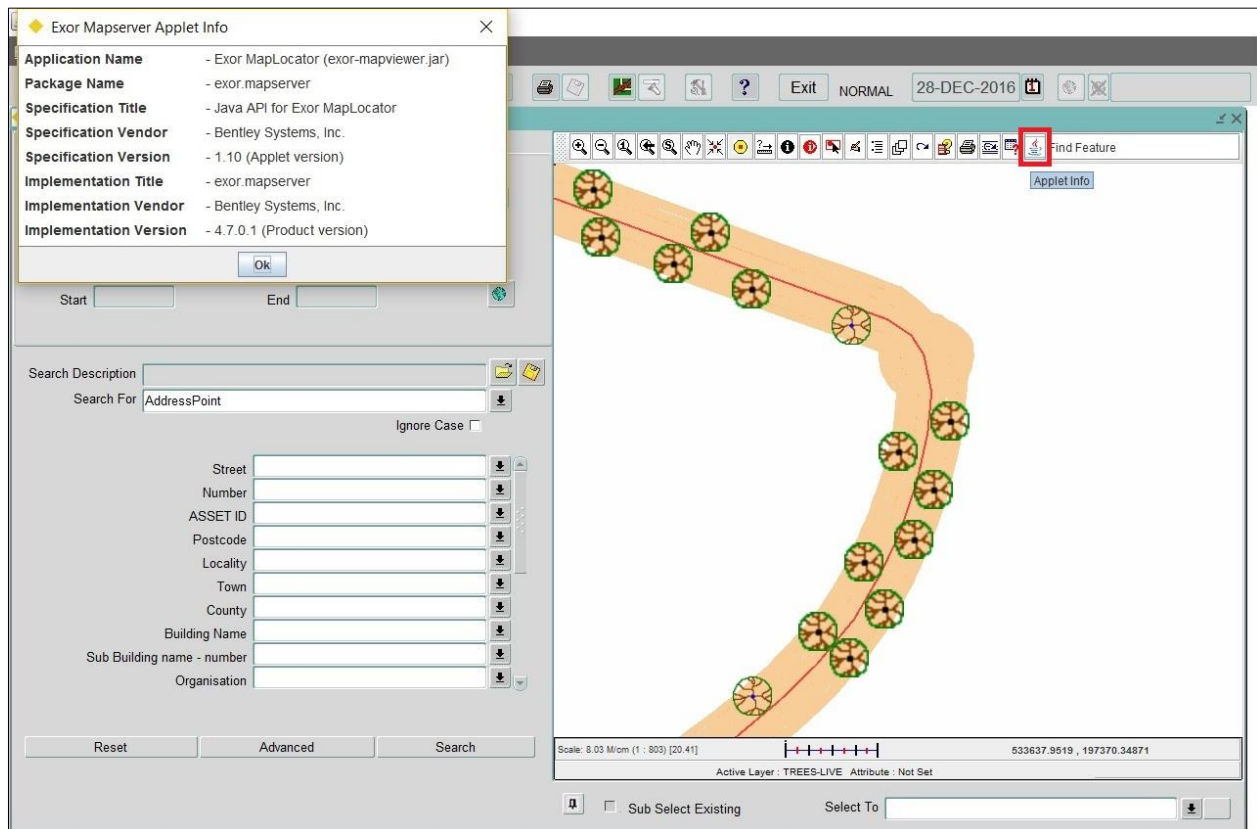 Exor Mapserver Applet Info
Application Name - Exor MapLocator (exor-mapviewer.jar)
Package Name - exor.mapserver
Specification Title - Java API for Exor MapLocator
Specification Vendor - Bentley Systems, Inc.
Specification Version - 1.10 (Applet version)
Implementation Title - exor.mapserver
Implementation Vendor - Bentley Systems, Inc.
Implementation Version - 4.7.0.1 (Product version)
Ok
? Exit NORMAL 28-DEC-2016 1
Find Feature
Applet Info
Start End
Search Description
Search For AddressPoint
Ignore Case
Street
Number
ASSET ID
Postcode
Locality
Town
County
Building Name
Sub Building name - number
Organisation
Reset Advanced Search
Scale: 8.03 M/cm (1 : 803) [20.41] 533637.9519 , 197370.34871
Active Layer : TREES-LIVE Attribute : Not Set
Sub Select Existing Select To